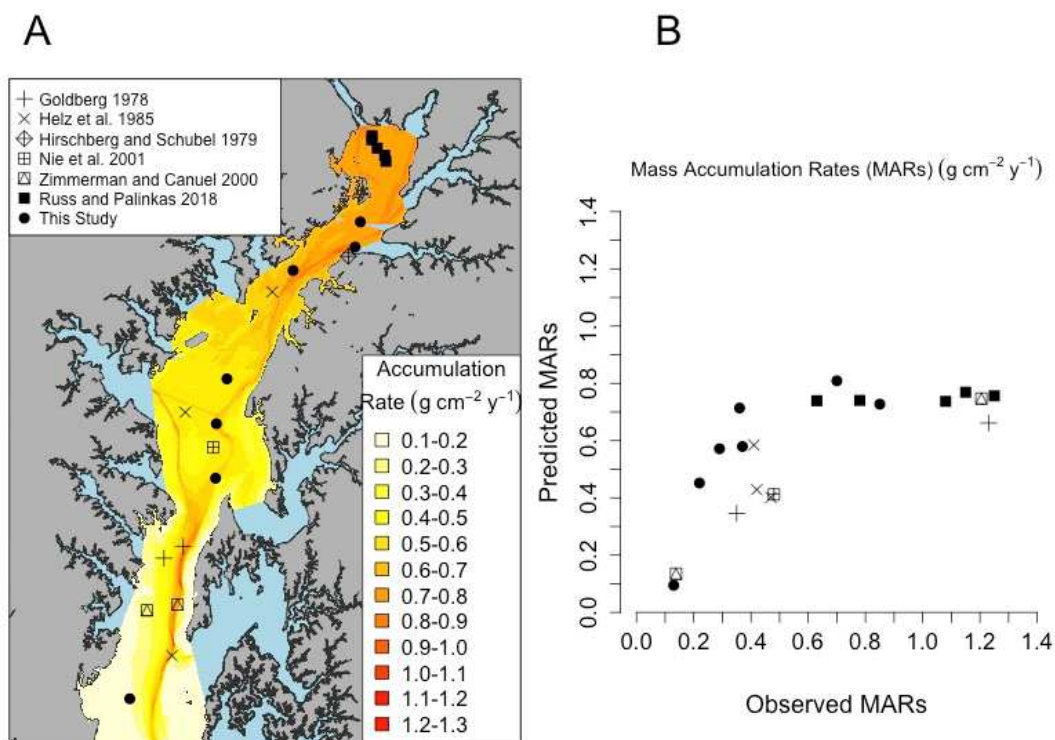 A
B
Goldberg 1978
Helz et al. 1985
Hirschberg and Schubel 1979
Nie et al. 2001
Zimmerman and Canuel 2000
Russ and Palinkas 2018
This Study
Accumulation
Rate (g cm⁻² y⁻¹)
0.1-0.2
0.2-0.3
0.3-0.4
0.4-0.5
0.5-0.6
0.6-0.7
0.7-0.8
0.8-0.9
0.9-1.0
1.0-1.1
1.1-1.2
1.2-1.3
Mass Accumulation Rates (MARs) (g cm⁻² y⁻¹)
Predicted MARs
1.4
1.2
1.0
0.8
0.6
0.4
0.2
0.0
0.0 0.2 0.4 0.6 0.8 1.0 1.2 1.4
Observed MARs